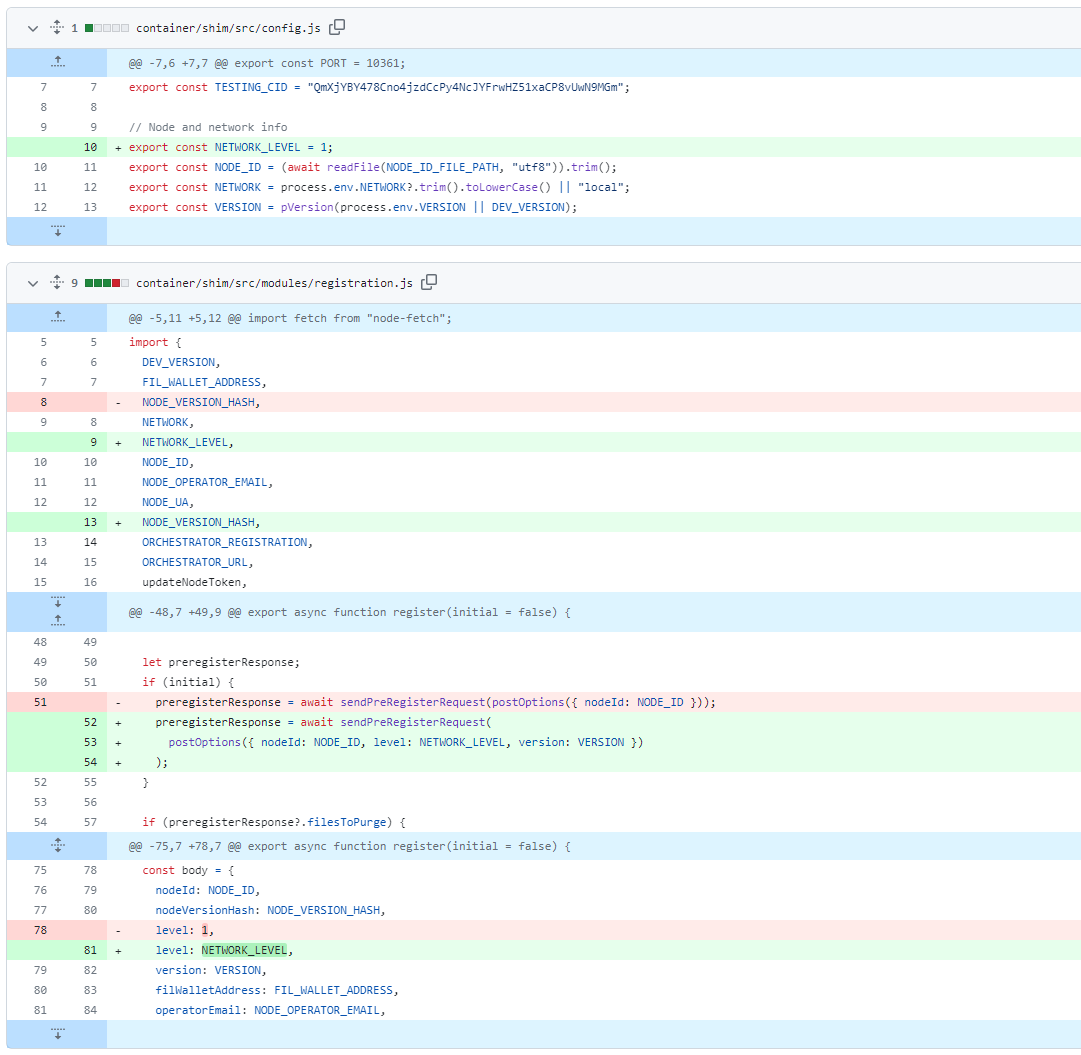 1 container/shim/src/config.js
@@ -7,6 +7,7 @@ export const PORT = 10361;
7 7 export const TESTING_CID = "QmXjYBY478Cno4jzdCcPy4NcJYFrwHZ51xaCP8vUwN9MGm";
8 8
9 9 // Node and network info
10 + export const NETWORK_LEVEL = 1;
10 11 export const NODE_ID = (await readFile(NODE_ID_FILE_PATH, "utf8")).trim();
11 12 export const NETWORK = process.env.NETWORK?.trim().toLowerCase() || "local";
12 13 export const VERSION = pVersion(process.env.VERSION || DEV_VERSION);
9 container/shim/src/modules/registration.js
@@ -5,11 +5,12 @@ import fetch from "node-fetch";
5 5 import {
6 6 DEV_VERSION,
7 7 FIL_WALLET_ADDRESS,
8 - NODE_VERSION_HASH,
9 8 NETWORK,
9 + NETWORK_LEVEL,
10 10 NODE_ID,
11 11 NODE_OPERATOR_EMAIL,
12 12 NODE_UA,
13 + NODE_VERSION_HASH,
13 14 ORCHESTRATOR_REGISTRATION,
14 15 ORCHESTRATOR_URL,
15 16 updateNodeToken,
@@ -48,7 +49,9 @@ export async function register(initial = false) {
48 49
49 50 let preregisterResponse;
50 51 if (initial) {
51 - preregisterResponse = await sendPreRegisterRequest(postOptions({ nodeId: NODE_ID }));
52 + preregisterResponse = await sendPreRegisterRequest(
53 + postOptions({ nodeId: NODE_ID, level: NETWORK_LEVEL, version: VERSION })
54 + );
52 55 }
53 56
54 57 if (preregisterResponse?.filesToPurge) {
@@ -75,7 +78,7 @@ export async function register(initial = false) {
75 78 const body = {
76 79 nodeId: NODE_ID,
77 80 nodeVersionHash: NODE_VERSION_HASH,
78 - level: 1,
81 + level: NETWORK_LEVEL,
79 82 version: VERSION,
80 83 filWalletAddress: FIL_WALLET_ADDRESS,
81 84 operatorEmail: NODE_OPERATOR_EMAIL,